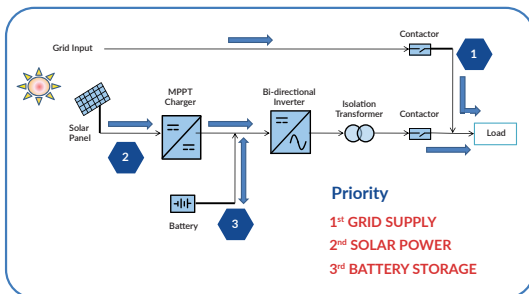 Contactor
Grid Input
1
MPPT
Charger
Bi-directional
Inverter
Isolation
Transformer
Contactor
Solar
Panel
Load
2
Battery
3
Priority
1st GRID SUPPLY
2nd SOLAR POWER
3rd BATTERY STORAGE